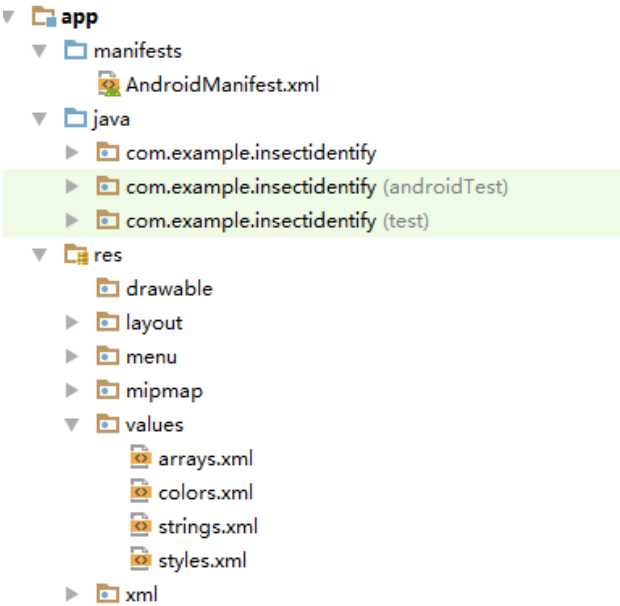 app
manifests
AndroidManifest.xml
java
com.example.insectidentify
com.example.insectidentify (androidTest)
com.example.insectidentify (test)
res
drawable
layout
menu
mipmap
values
arrays.xml
colors.xml
strings.xml
styles.xml
xml